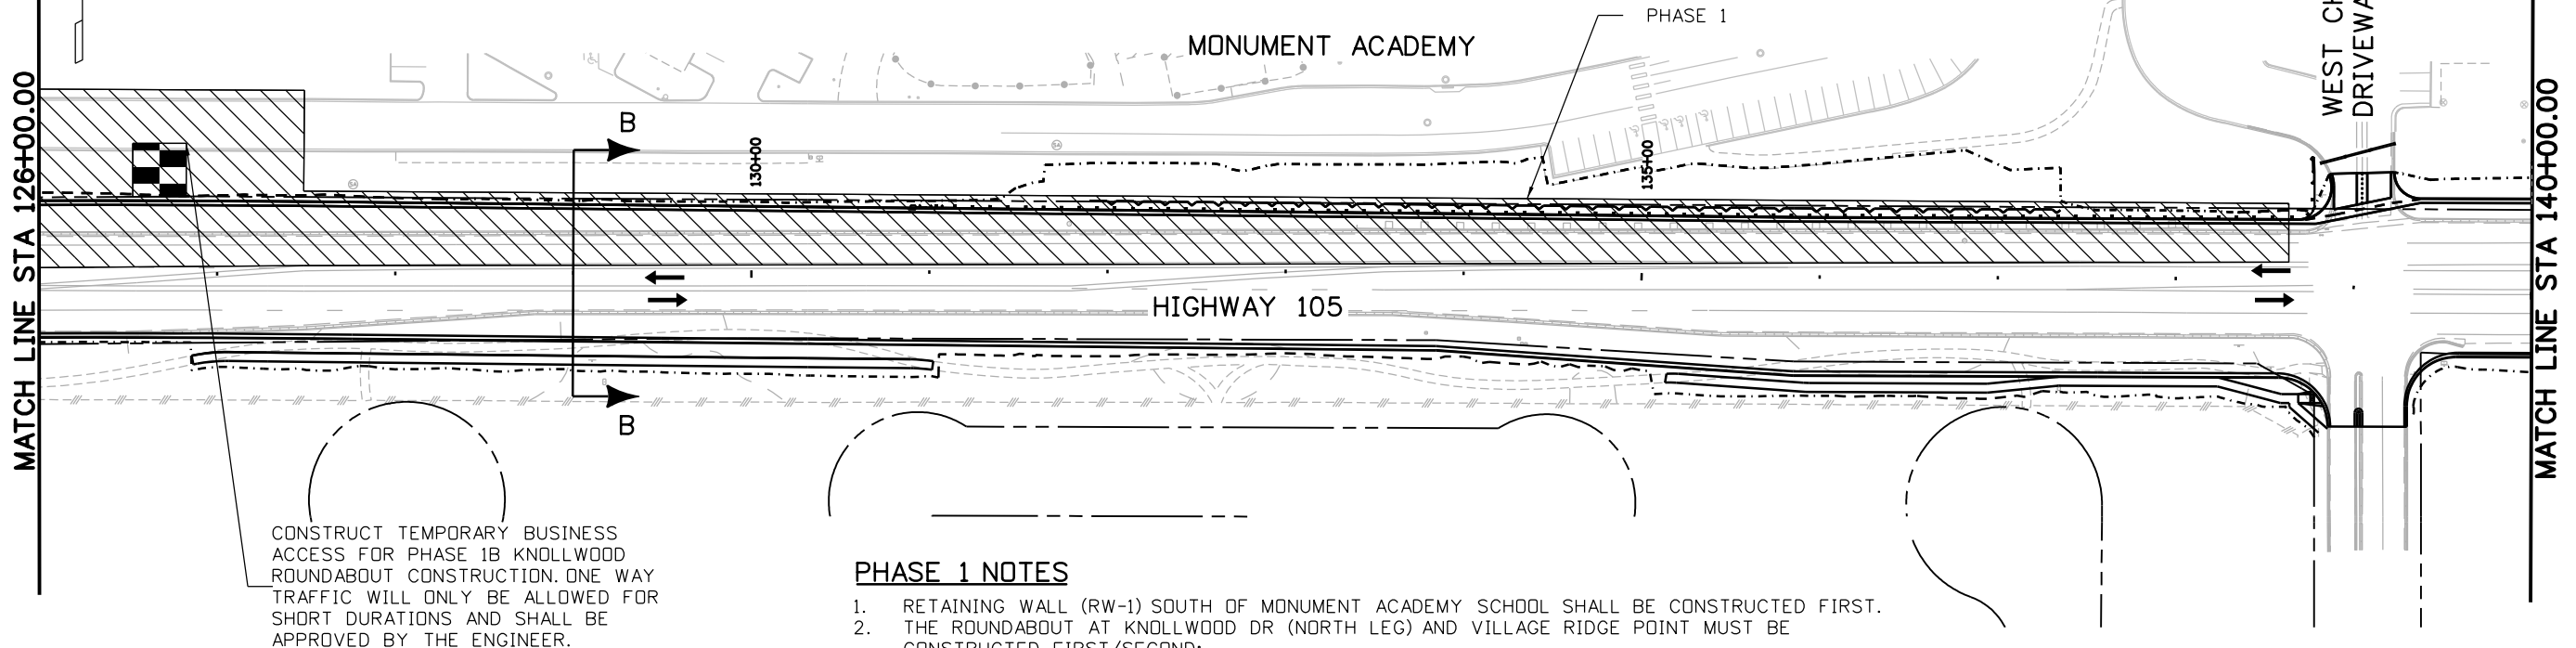 PHASE 1
MONUMENT ACADEMY
WEST
DRIVEWAY
MATCH LINE STA 126+00.00
B
130+00
135+00
MATCH LINE STA 140+00.00
HIGHWAY 105
B
CONSTRUCT TEMPORARY BUSINESS
ACCESS FOR PHASE 1B KNOLLWOOD
ROUNDABOUT CONSTRUCTION. ONE WAY
TRAFFIC WILL ONLY BE ALLOWED FOR
SHORT DURATIONS AND SHALL BE
APPROVED BY THE ENGINEER.
PHASE 1 NOTES
1. RETAINING WALL (RW-1) SOUTH OF MONUMENT ACADEMY SCHOOL SHALL BE CONSTRUCTED FIRST.
2. THE ROUNDABOUT AT KNOLLWOOD DR (NORTH LEG) AND VILLAGE RIDGE POINT MUST BE
CONSTRUCTED FIRST/SECOND: